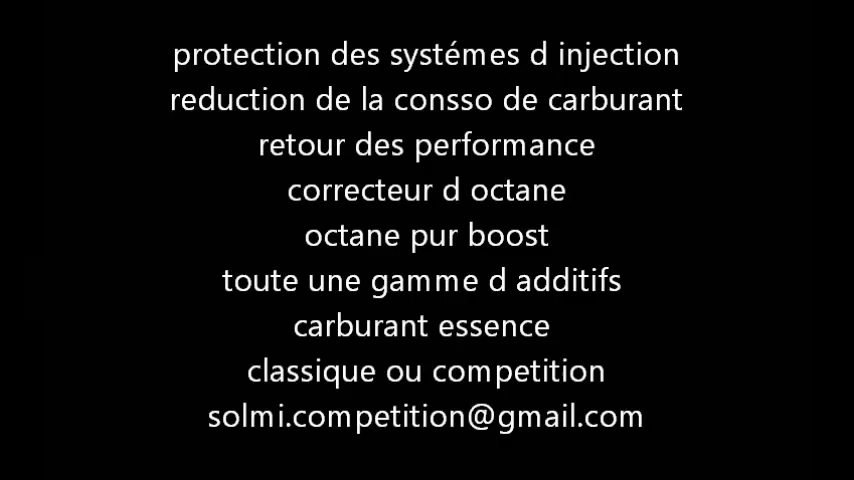 protection des systémes d injection
reduction de la consso de carburant
retour des performance
correcteur d octane
octane pur boost
toute une gamme d additifs
carburant essence
classique ou competition
solmi.competition@gmail.com